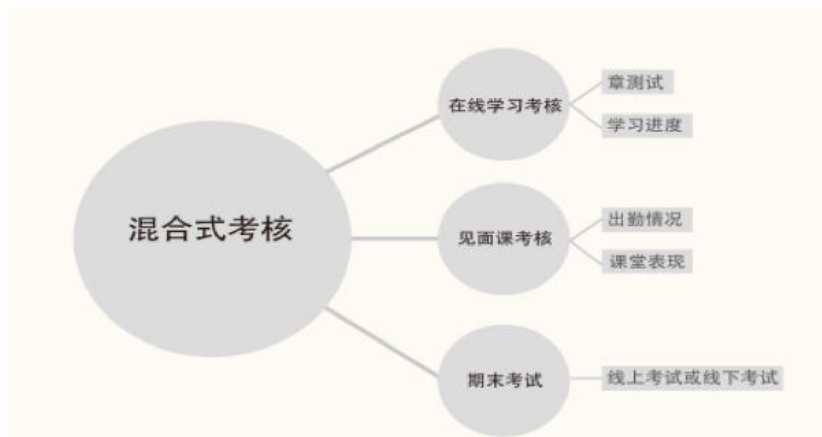 混合式考核
在线学习考核
章测试
学习进度
见面课考核
出勤情况
课堂表现
期末考试
线上考试或线下考试